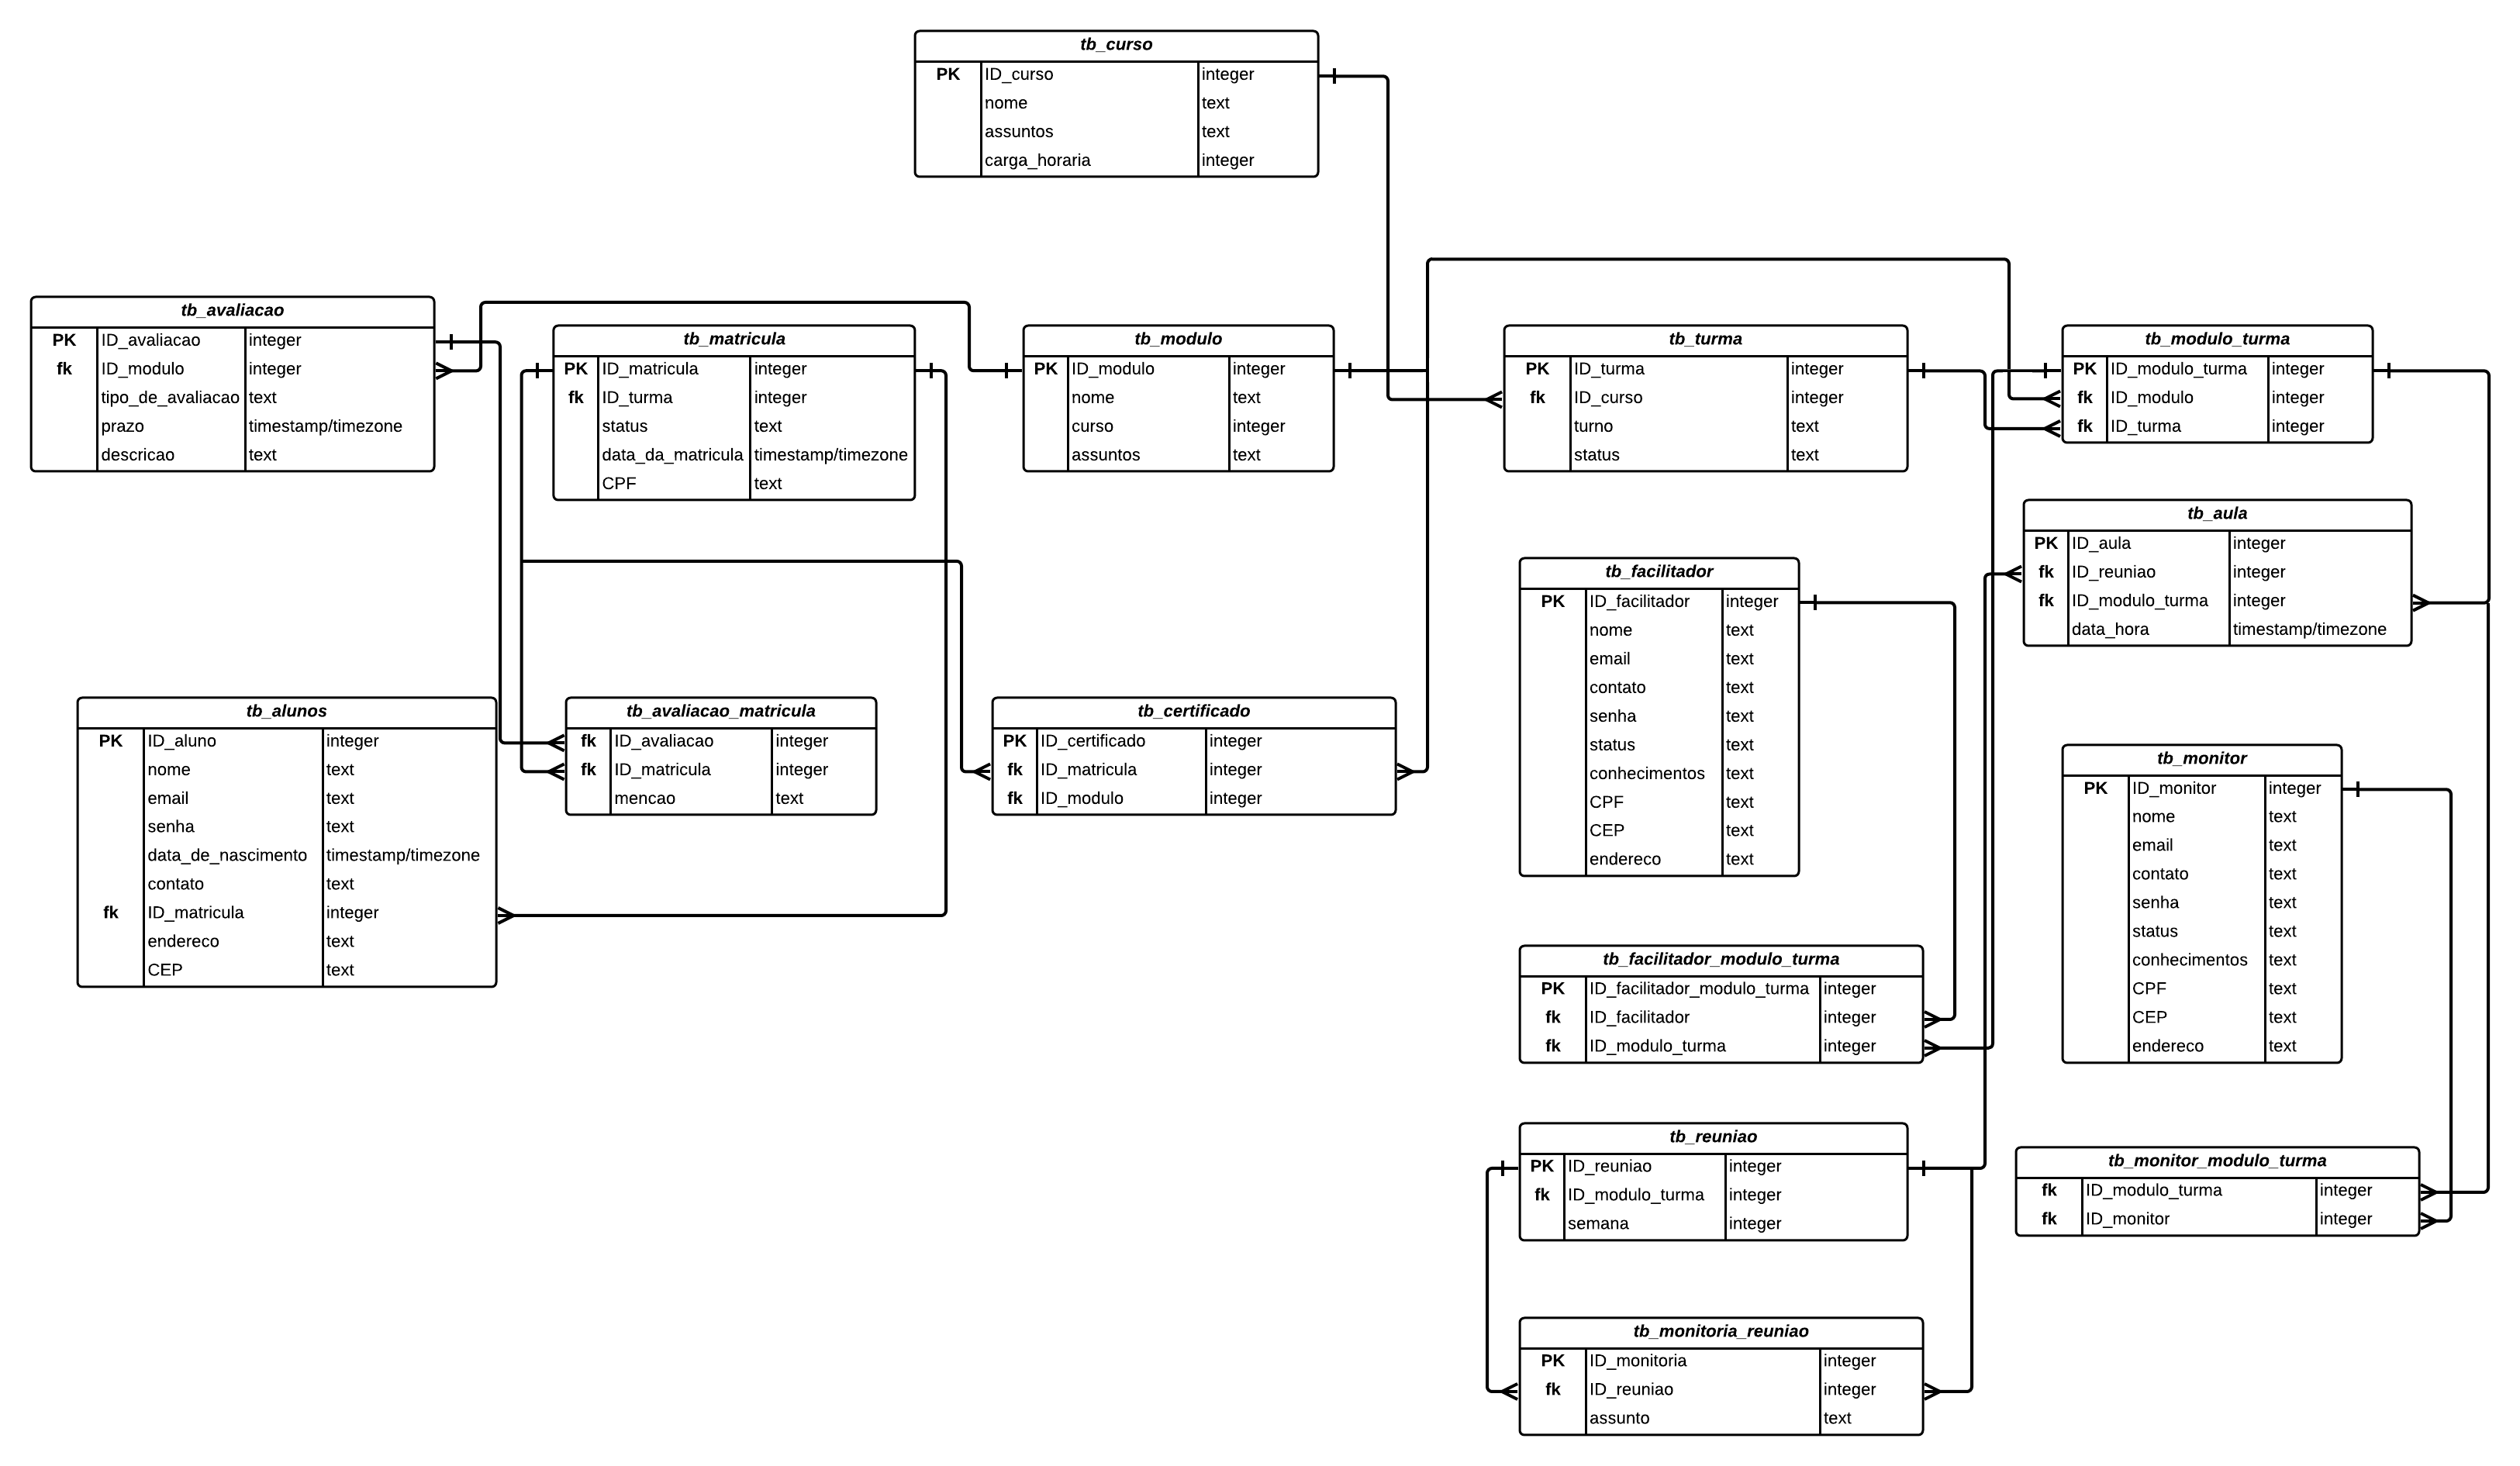 tb_curso
PK ID_curso integer
nome text
assuntos text
carga_horaria integer
tb_avaliacao
PK ID_avaliacao integer
fk ID_modulo integer
tipo_de_avaliacao text
prazo timestamp/timezone
descricao text
tb_matricula
PK ID_matricula integer
fk ID_turma integer
status text
data_da_matricula timestamp/timezone
CPF text
tb_modulo
PK ID_modulo integer
nome text
curso integer
assuntos text
tb_turma
PK ID_turma integer
fk ID_curso integer
turno text
status text
tb_modulo_turma
PK ID_modulo_turma integer
fk ID_modulo integer
fk ID_turma integer
tb_aula
PK ID_aula integer
fk ID_reuniao integer
fk ID_modulo_turma integer
data_hora timestamp/timezone
tb_facilitador
PK ID_facilitador integer
nome text
email text
contato text
senha text
status text
conhecimentos text
CPF text
CEP text
endereco text
tb_alunos
PK ID_aluno integer
nome text
email text
senha text
data_de_nascimento timestamp/timezone
contato text
fk ID_matricula integer
endereco text
CEP text
tb_avaliacao_matricula
fk ID_avaliacao integer
fk ID_matricula integer
mencao text
tb_certificado
PK ID_certificado integer
fk ID_matricula integer
fk ID_modulo integer
tb_monitor
PK ID_monitor integer
nome text
email text
contato text
senha text
status text
conhecimentos text
CPF text
CEP text
endereco text
tb_facilitador_modulo_turma
PK ID_facilitador_modulo_turma integer
fk ID_facilitador integer
fk ID_modulo_turma integer
tb_reuniao
PK ID_reuniao integer
fk ID_modulo_turma integer
semana integer
tb_monitor_modulo_turma
fk ID_modulo_turma integer
fk ID_monitor integer
tb_monitoria_reuniao
PK ID_monitoria integer
fk ID_reuniao integer
assunto text